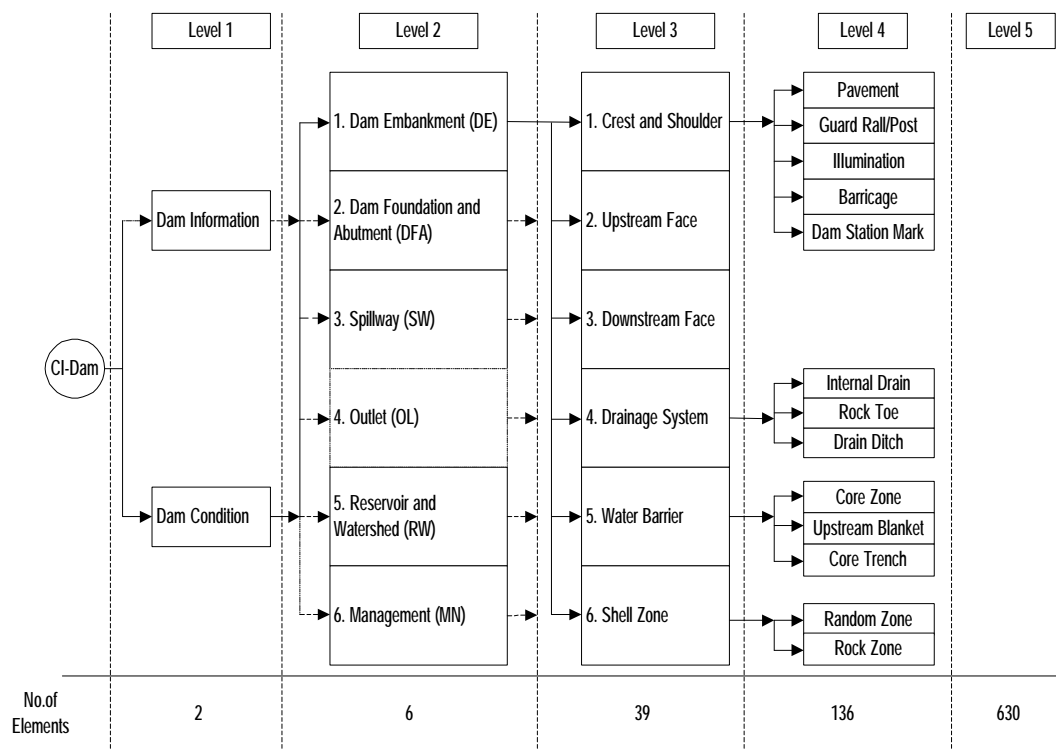 Level 1
Level 2
Level 3
Level 4
Level 5
CI-Dam
Dam Information
Dam Condition
1. Dam Embankment (DE)
2. Dam Foundation and
Abutment (DFA)
3. Spillway (SW)
4. Outlet (OL)
5. Reservoir and
Watershed (RW)
6. Management (MN)
1. Crest and Shoulder
2. Upstream Face
3. Downstream Face
4. Drainage System
5. Water Barrier
6. Shell Zone
Pavement
Guard Rall/Post
Illumination
Barricage
Dam Station Mark
Internal Drain
Rock Toe
Drain Ditch
Core Zone
Upstream Blanket
Core Trench
Random Zone
Rock Zone
No.of
Elements
2
6
39
136
630